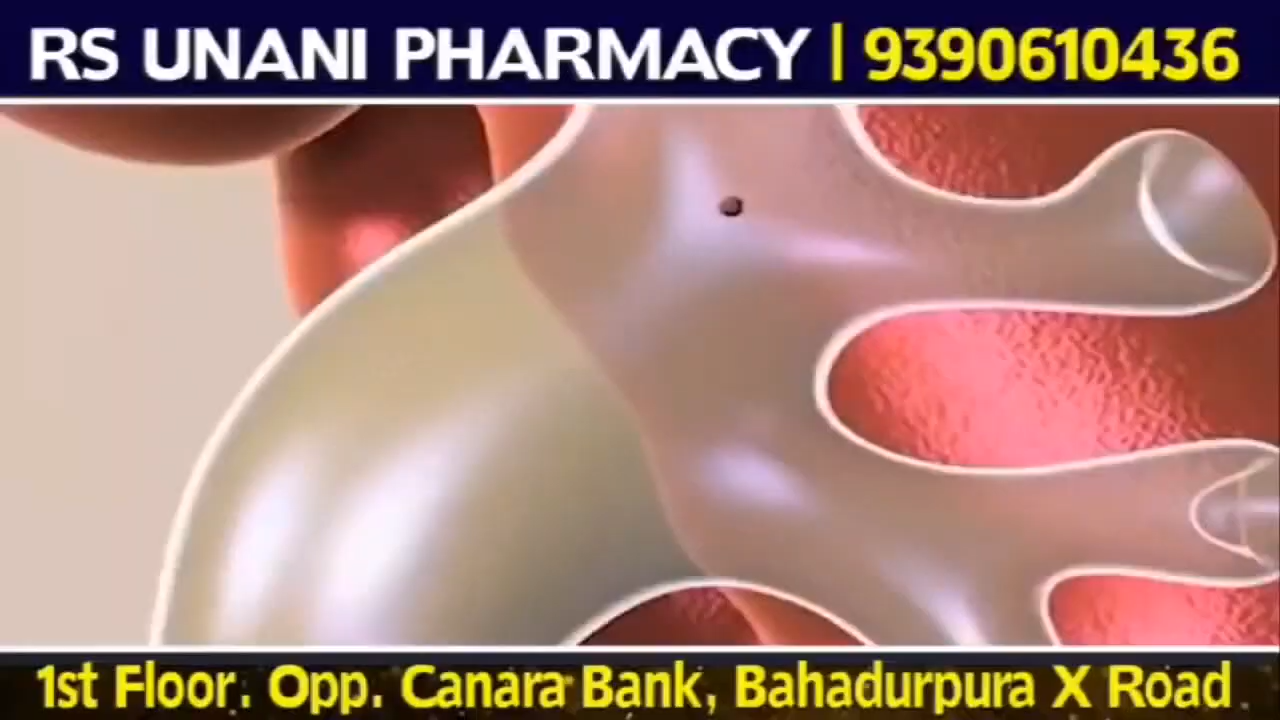 RS UNANI PHARMACY | 9390610436
1st Floor. Opp. Canara Bank, Bahadurpura X Road